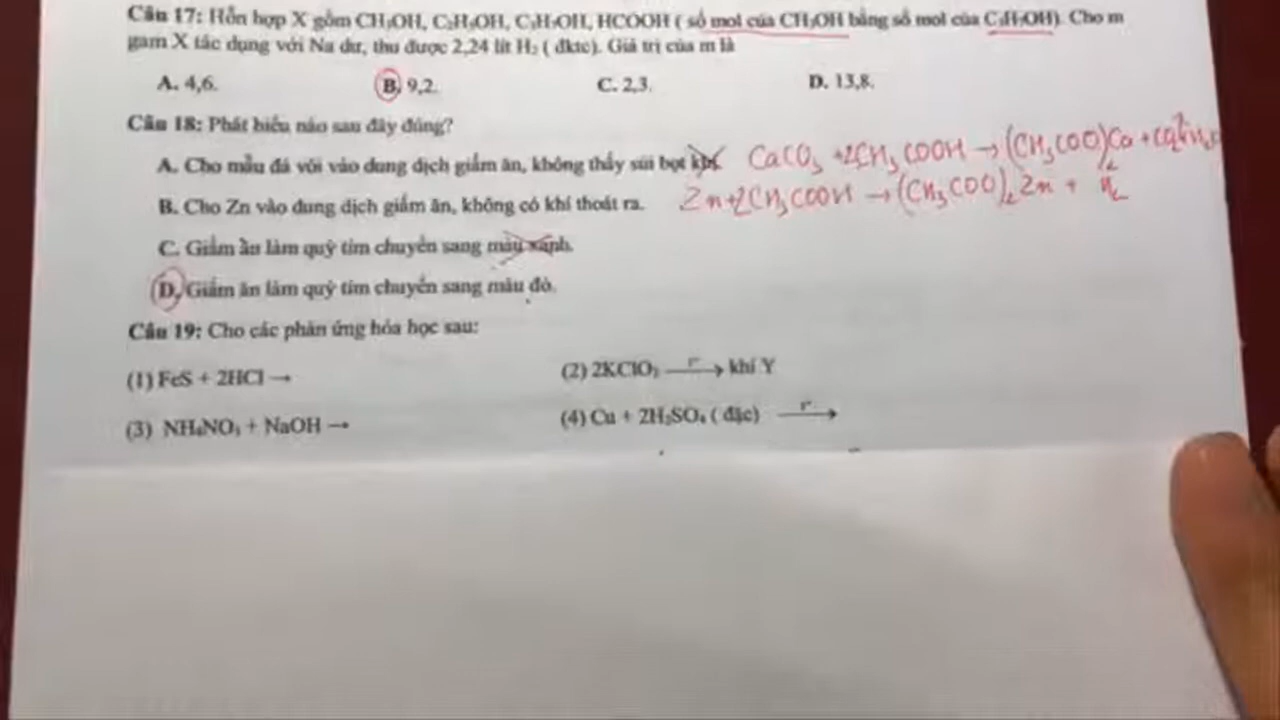 Câu 17: Hỗn hợp X gồm CH₃OH, C₂H₅OH, C₃H₇OH, HCOOH ( số mol của CH₃OH bằng số mol của C₃H₇OH). Cho m
gam X tác dụng với Na dư, thu được 2,24 lít H₂ ( đktc). Giá trị của m là
A. 4,6. B. 9,2. C. 2,3. D. 13,8.
Câu 18: Phát biểu nào sau đây đúng?
A. Cho mẫu đá vôi vào dung dịch giấm ăn, không thấy sủi bọt khí. CaCO₃ + 2CH₃COOH → (CH₃COO)₂Ca +
B. Cho Zn vào dung dịch giấm ăn, không có khí thoát ra. Zn + 2CH₃COOH → (CH₃COO)₂Zn + H₂
C. Giấm ăn làm quỳ tím chuyển sang màu xanh.
D. Giấm ăn làm quỳ tím chuyển sang màu đỏ.
Câu 19: Cho các phản ứng hóa học sau:
(1) FeS + 2HCl → (2) 2KClO₃ →(t°) khí Y
(3) NH₄NO₃ + NaOH → (4) Cu + 2H₂SO₄ ( đặc) →(t°)